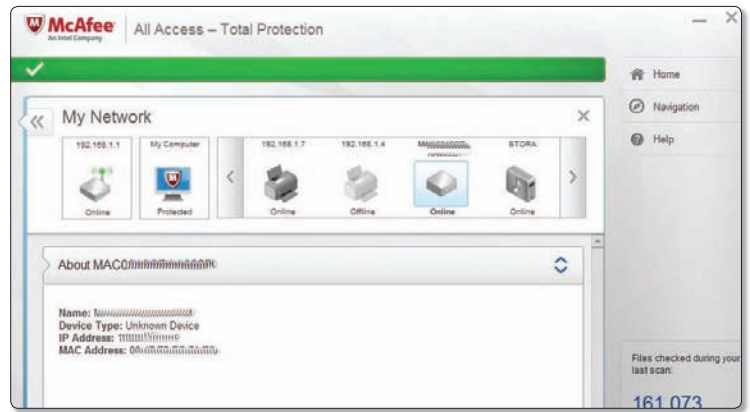 McAfee
An Intel Company
All Access – Total Protection
Home
Navigation
Help
My Network
192.168.1.1
My Computer
192.168.1.7
192.168.1.4
STORA
Online
Protected
Online
Offline
Online
Online
About
Name:
Device Type: Unknown Device
IP Address:
MAC Address:
Files checked during your
last scan:
161,073